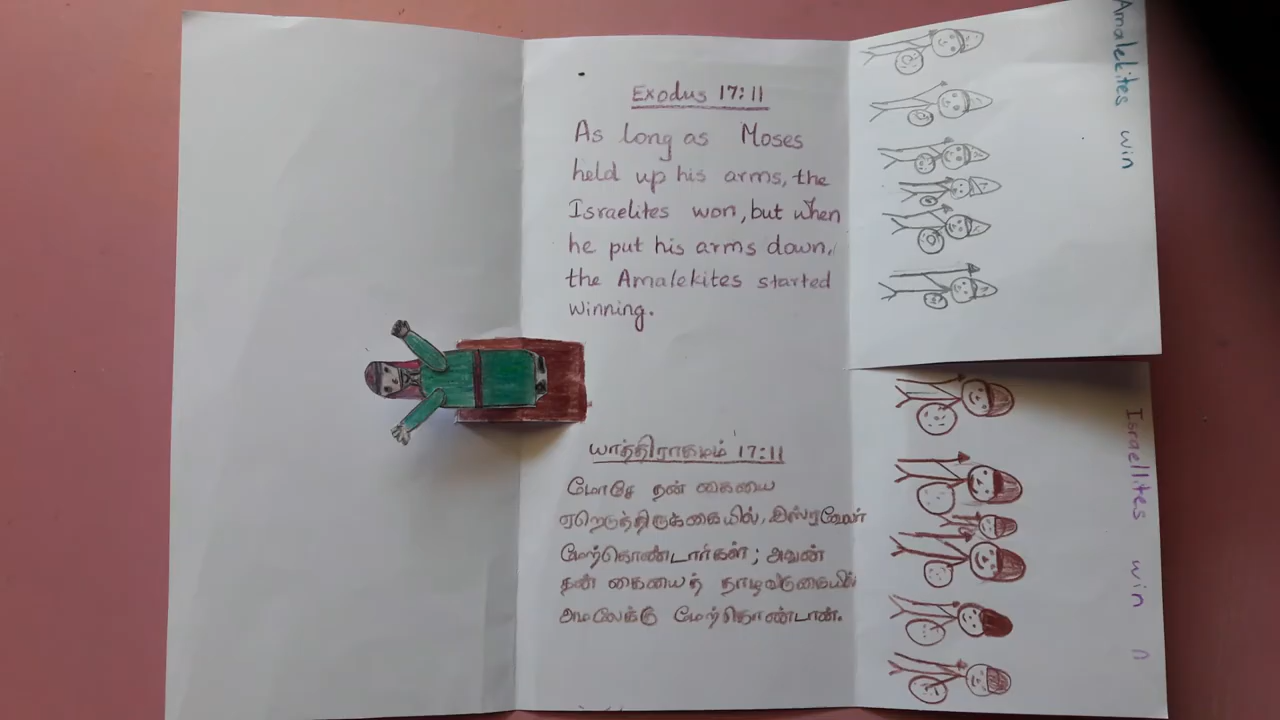 Exodus 17:11
As long as Moses
held up his arms, the
Israelites won, but when
he put his arms down,
the Amalekites started
winning.
யாத்திராகமம் 17:11
மோசே தன் கையை
ஏறெடுத்திருக்கையில், இஸ்ரவேலர்
மேற்கொண்டார்கள்; அவன்
தன் கையைத் தாழவிடுகையில்
அமலேக்கு மேற்கொண்டான்.
Amalekites win
Israellites win